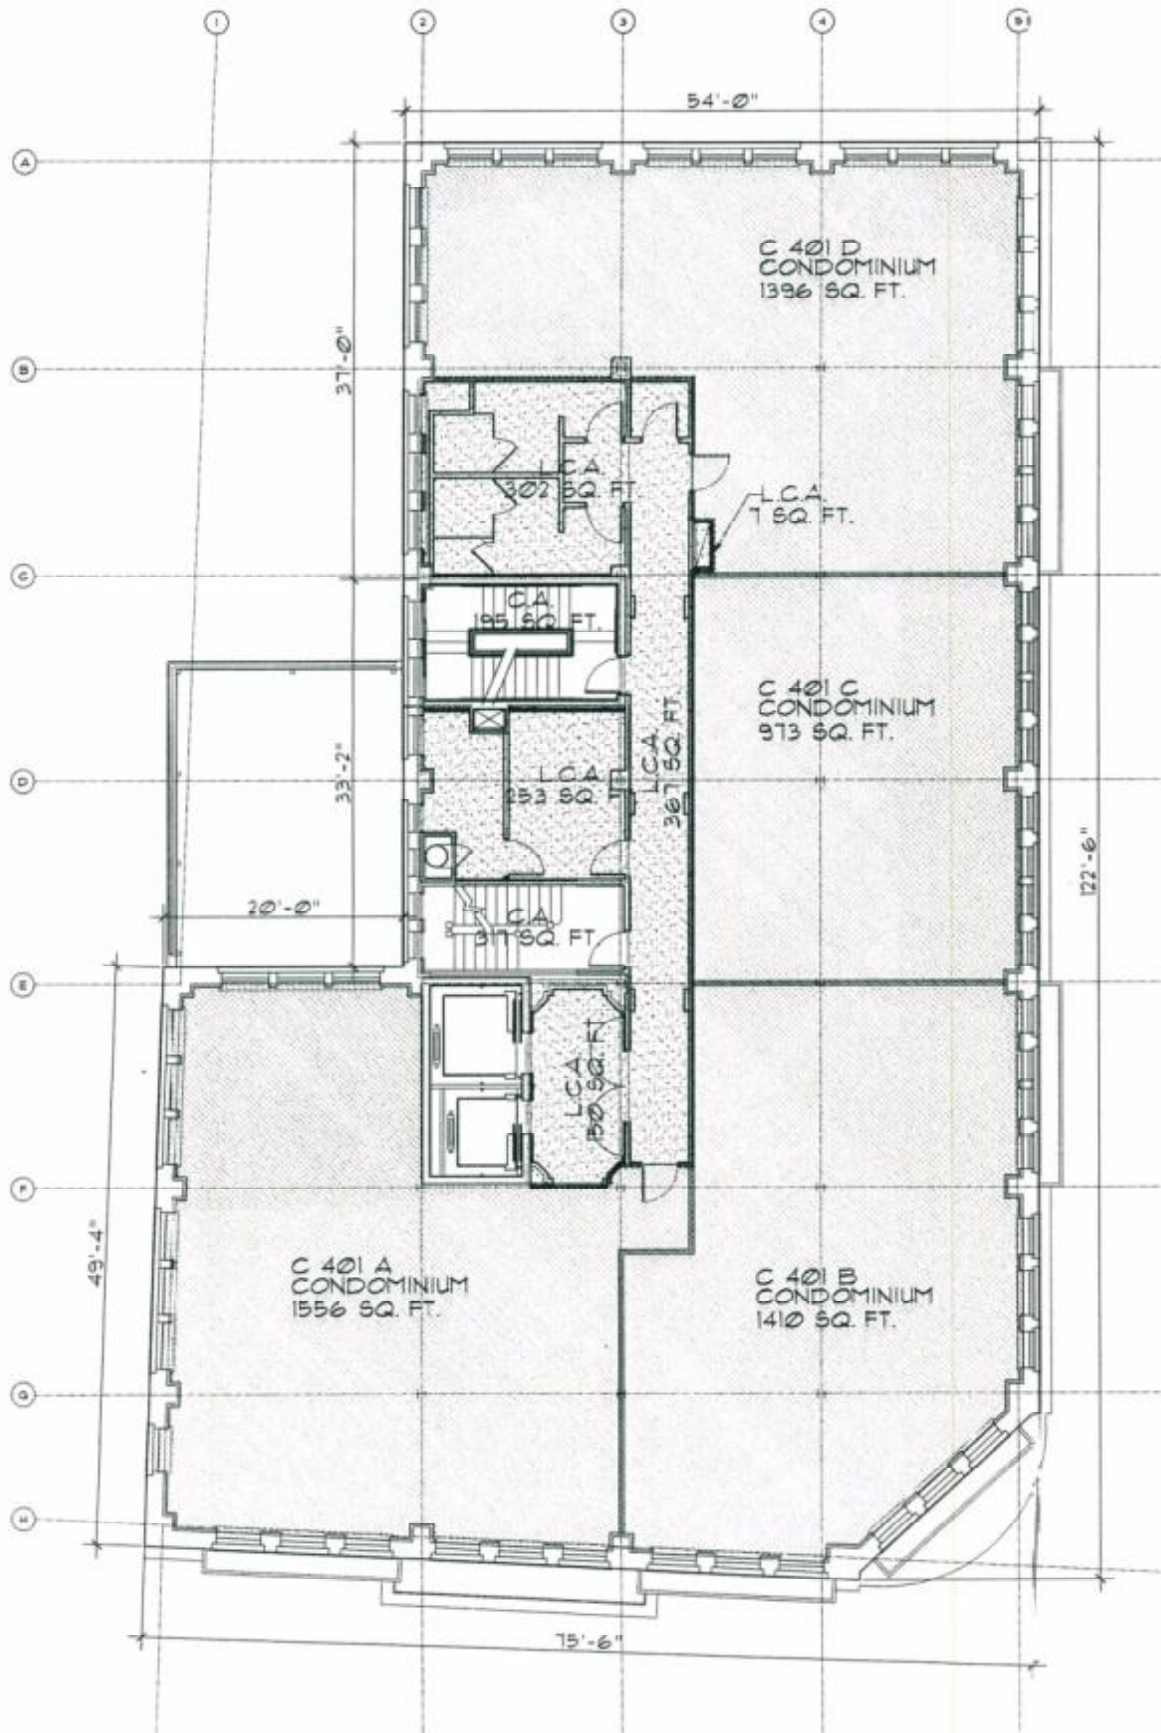 1 2 3 4 5
54'-0"
A
C 401 D
CONDOMINIUM
1396 SQ. FT.
37'-0"
B
L.C.A.
302 SQ. FT.
L.C.A.
7 SQ. FT.
C
C.A.
195 SQ. FT.
C 401 C
CONDOMINIUM
973 SQ. FT.
L.C.A.
367 SQ. FT.
33'-2"
D
L.C.A.
253 SQ. FT
122'-6"
20'-0"
C.A.
317 SQ. FT
E
L.C.A.
150 SQ. FT
F
49'-4"
C 401 A
CONDOMINIUM
1556 SQ. FT.
C 401 B
CONDOMINIUM
1410 SQ. FT.
G
H
75'-6"